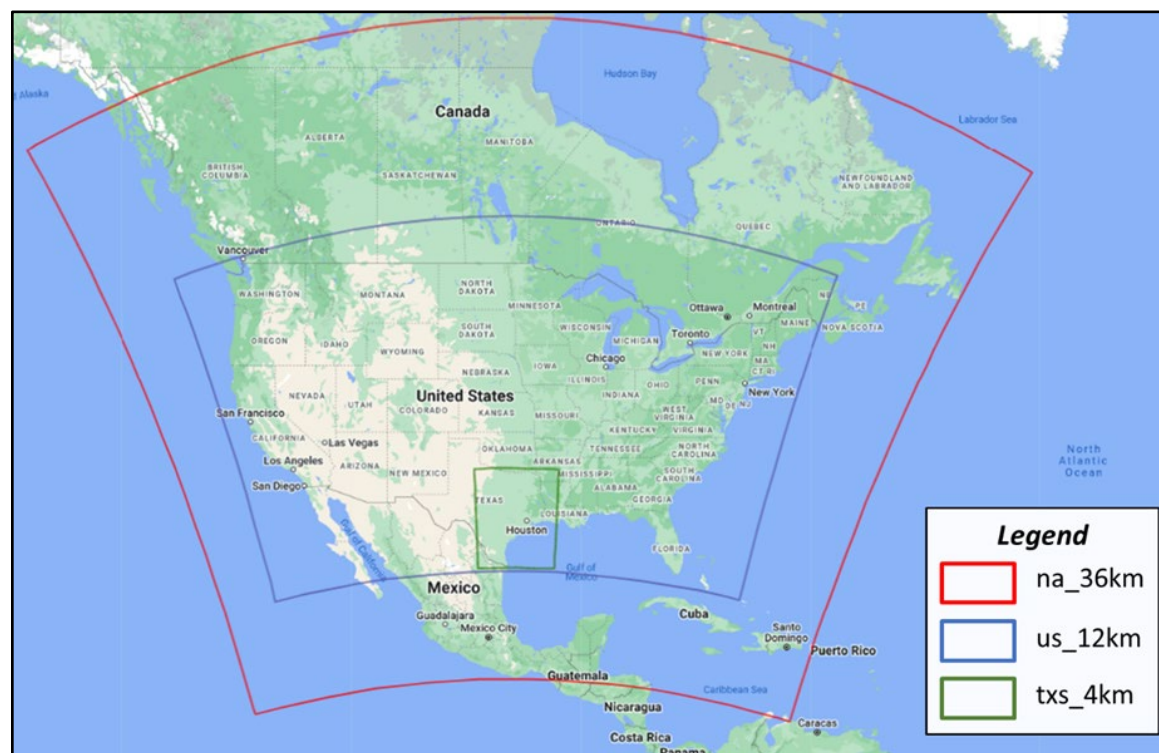 Hudson Bay
Alaska
Labrador Sea
Canada
ALBERTA
MANITOBA
BRITISH
COLUMBIA
SASKATCHEWAN
NEWFOUNDLAND
AND LABRADOR
ONTARIO
QUEBEC
Vancouver
WASHINGTON
MONTANA
NORTH
DAKOTA
MINNESOTA
Ottawa
Montreal
NB
PE
MAINE
NOVA SCOTIA
OREGON
IDAHO
SOUTH
DAKOTA
WISCONSIN
MICHIGAN
Toronto
VT
NH
WYOMING
NEW YORK
MA
CT RI
Chicago
IOWA
NEBRASKA
ILLINOIS
INDIANA
OHIO
PENN
New York
NEVADA
UTAH
COLORADO
United States
KANSAS
MISSOURI
WEST
VIRGINIA
MD
DE
NJ
San Francisco
CALIFORNIA
Las Vegas
KENTUCKY
VIRGINIA
OKLAHOMA
TENNESSEE
NORTH
CAROLINA
Los Angeles
ARIZONA
NEW MEXICO
ARKANSAS
MISSISSIPPI
SOUTH
CAROLINA
North
Atlantic
Ocean
San Diego
TEXAS
ALABAMA
GEORGIA
LOUISIANA
Houston
Gulf of California
FLORIDA
Gulf of
Mexico
Mexico
Guadalajara
Mexico City
Cuba
Santo
Domingo
Puerto Rico
Guatemala
Caribbean Sea
Nicaragua
Caracas
Costa Rica
Panama
Legend
na_36km
us_12km
txs_4km